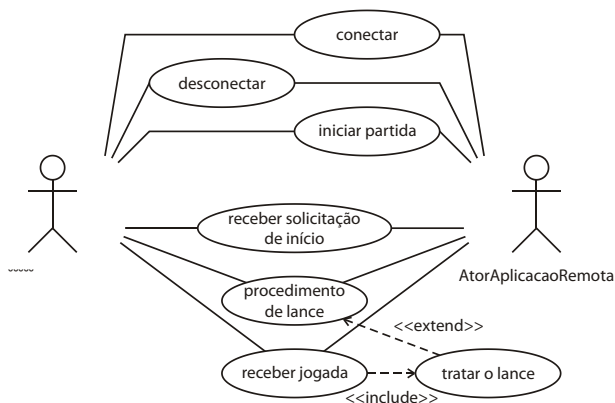 conectar
desconectar
iniciar partida
receber solicitação
de início
AtorAplicacaoRemota
procedimento
de lance
<<extend>>
receber jogada
tratar o lance
<<include>>